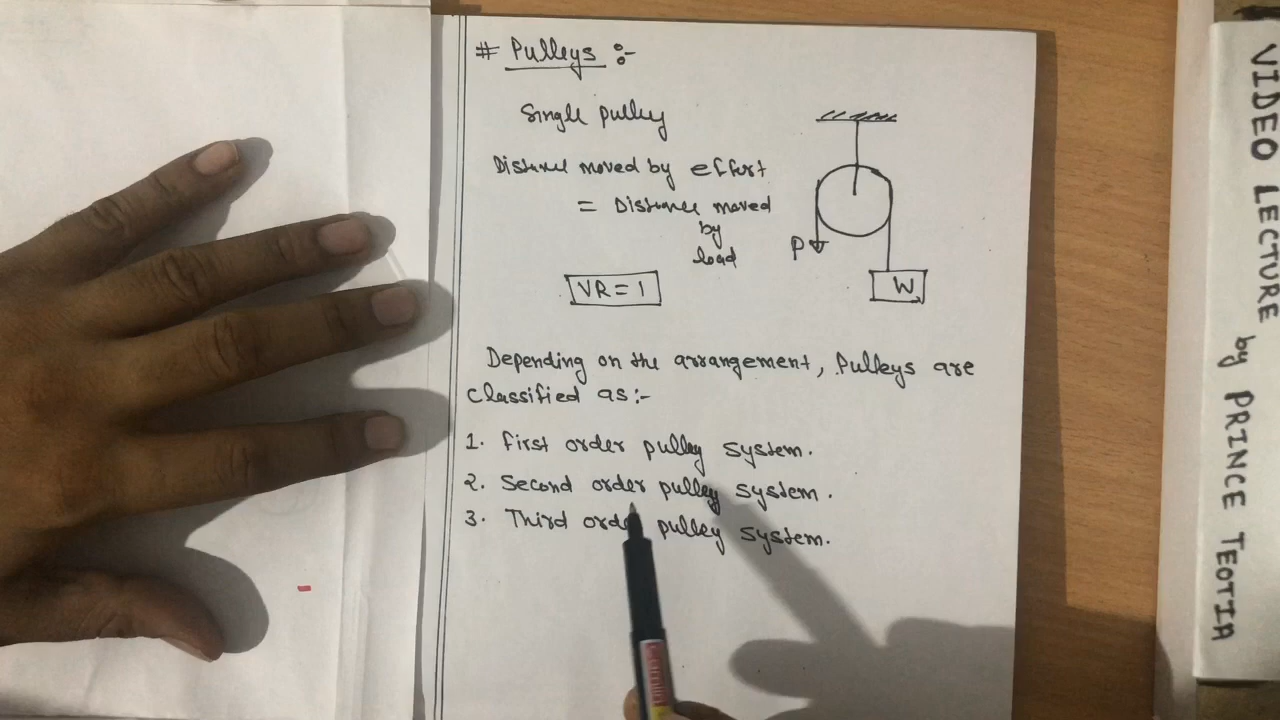 # Pulleys :-
Single pulley
Distance moved by effort
= Distance moved
by
load
P
W
VR = 1
Depending on the arrangement, Pulleys are
classified as:-
1. First order pulley system.
2. Second order pulley system.
3. Third order pulley system.
Camlin
VIDEO LECTURE by PRINCE TEOTIA